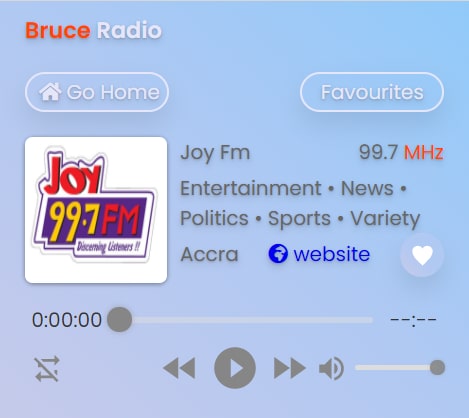 Bruce Radio
Go Home
Favourites
JOY
99.7 FM
Discerning Listeners !!
Joy Fm
99.7 MHz
Entertainment • News •
Politics • Sports • Variety
Accra
website
0:00:00
--:--